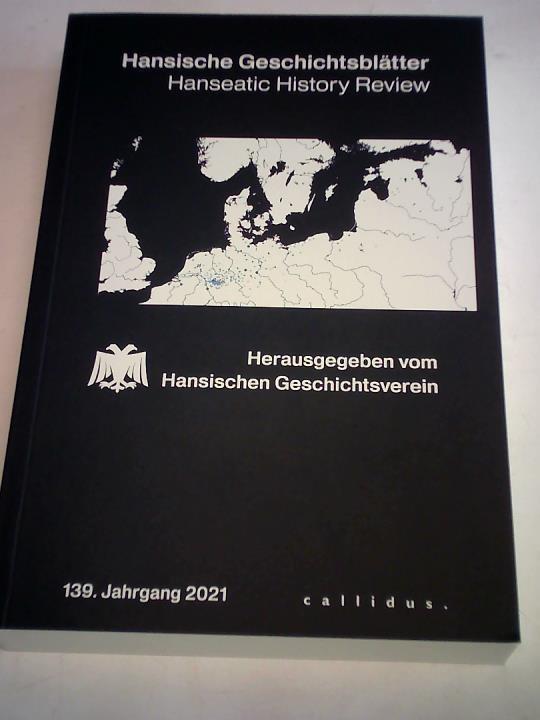 Hansische Geschichtsblätter
Hanseatic History Review
Herausgegeben vom
Hansischen Geschichtsverein
139. Jahrgang 2021
callidus.